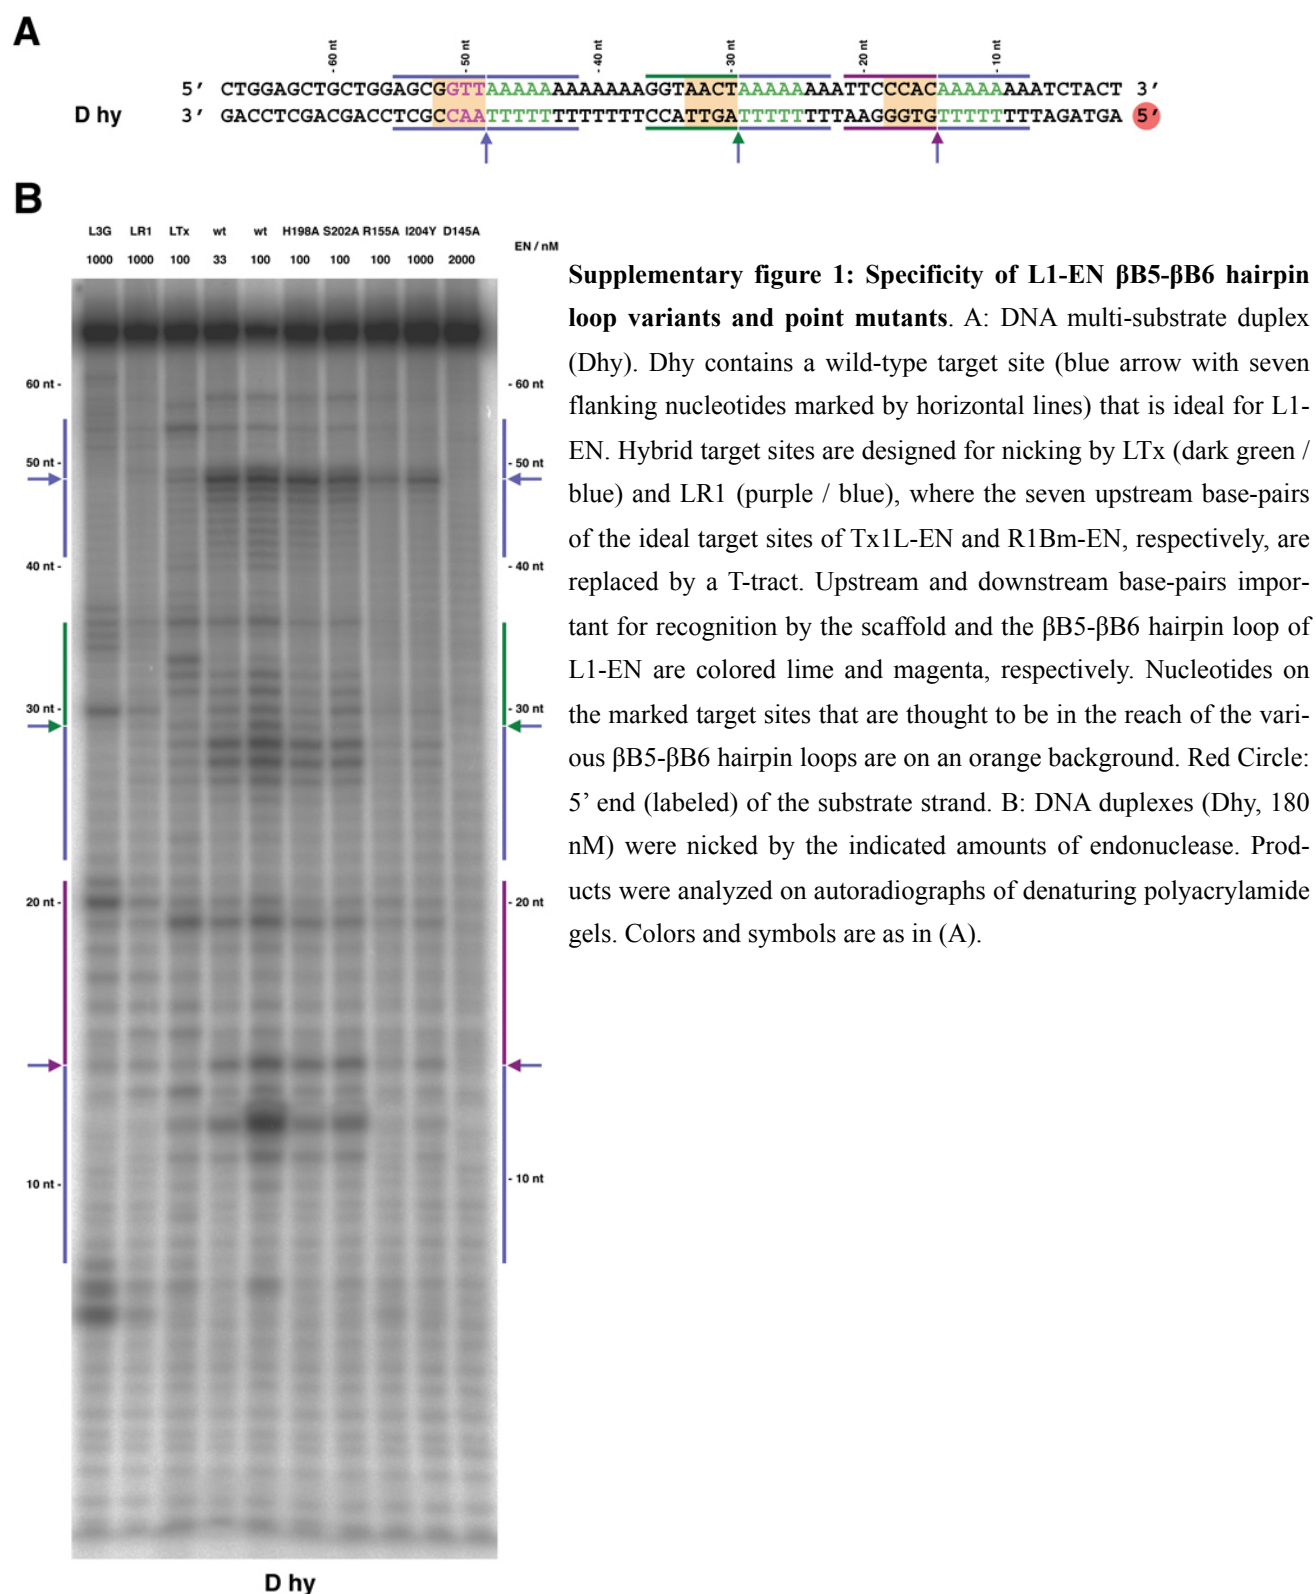 A
- 60 nt
- 50 nt
- 40 nt
- 30 nt
- 20 nt
- 10 nt
5' CTGGAGCTGCTGGAGCGGTTAAAAAAAAAAAAGGTAACTAAAAAAAATTCCCACAAAAAAAATCTACT 3'
D hy 3' GACCTCGACGACCTCGCCAATTTTTTTTTTTTCCATTGATTTTTTTTAAGGGTGTTTTTTTTAGATGA 5'
B
L3G LR1 LTx wt wt H198A S202A R155A I204Y D145A
1000 1000 100 33 100 100 100 100 1000 2000 EN / nM
60 nt - - 60 nt
50 nt - - 50 nt
40 nt - - 40 nt
30 nt - - 30 nt
20 nt - - 20 nt
10 nt - - 10 nt
D hy
Supplementary figure 1: Specificity of L1-EN βB5-βB6 hairpin
loop variants and point mutants. A: DNA multi-substrate duplex
(Dhy). Dhy contains a wild-type target site (blue arrow with seven
flanking nucleotides marked by horizontal lines) that is ideal for L1-
EN. Hybrid target sites are designed for nicking by LTx (dark green /
blue) and LR1 (purple / blue), where the seven upstream base-pairs
of the ideal target sites of Tx1L-EN and R1Bm-EN, respectively, are
replaced by a T-tract. Upstream and downstream base-pairs impor-
tant for recognition by the scaffold and the βB5-βB6 hairpin loop of
L1-EN are colored lime and magenta, respectively. Nucleotides on
the marked target sites that are thought to be in the reach of the vari-
ous βB5-βB6 hairpin loops are on an orange background. Red Circle:
5' end (labeled) of the substrate strand. B: DNA duplexes (Dhy, 180
nM) were nicked by the indicated amounts of endonuclease. Prod-
ucts were analyzed on autoradiographs of denaturing polyacrylamide
gels. Colors and symbols are as in (A).